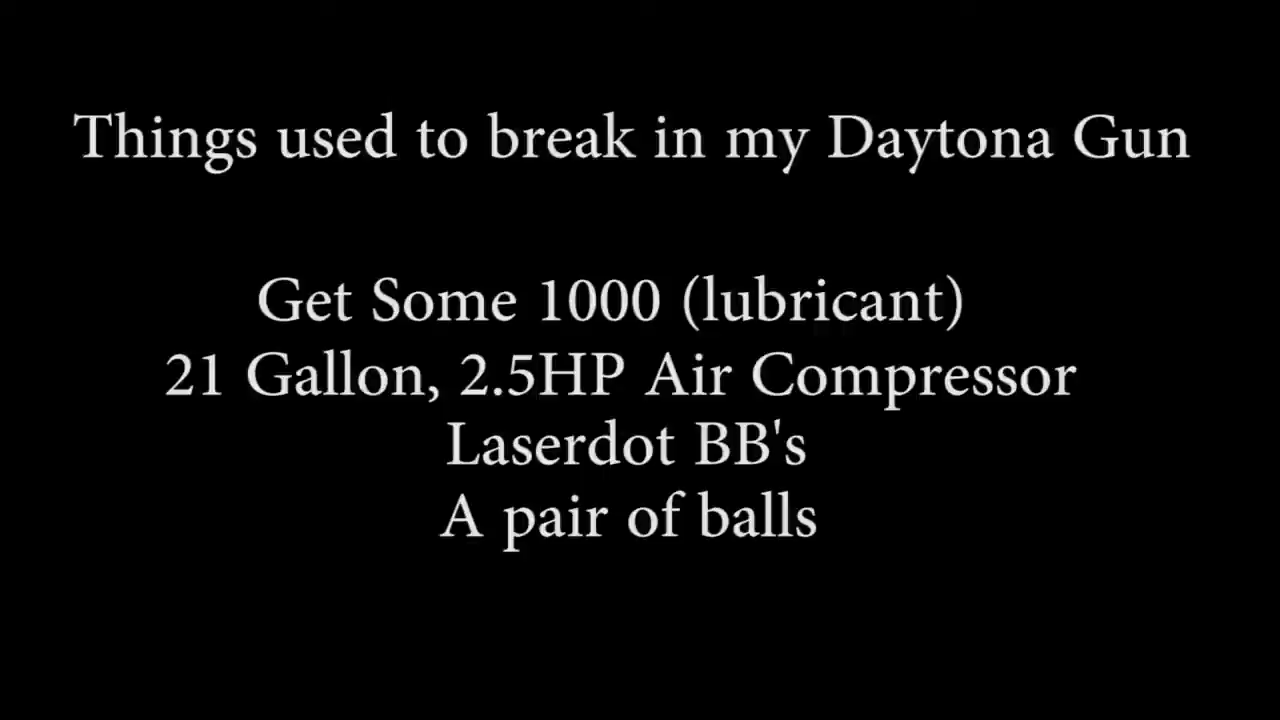 Things used to break in my Daytona Gun
Get Some 1000 (lubricant)
21 Gallon, 2.5HP Air Compressor
Laserdot BB's
A pair of balls